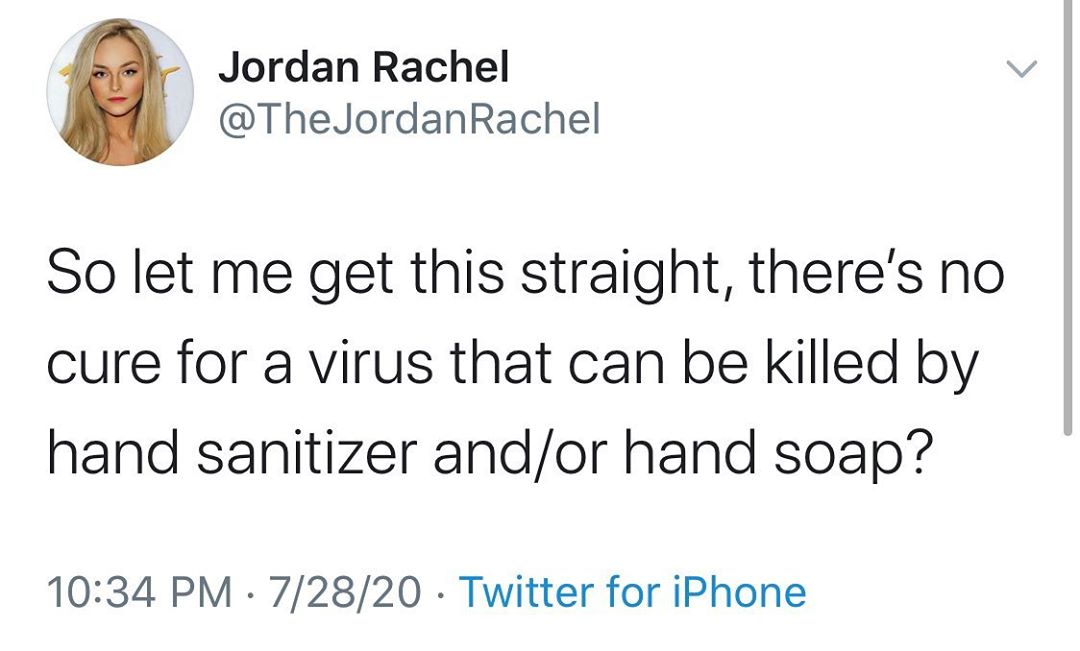 Jordan Rachel
@TheJordanRachel
So let me get this straight, there’s no
cure for a virus that can be killed by
hand sanitizer and/or hand soap?
10:34 PM · 7/28/20 · Twitter for iPhone